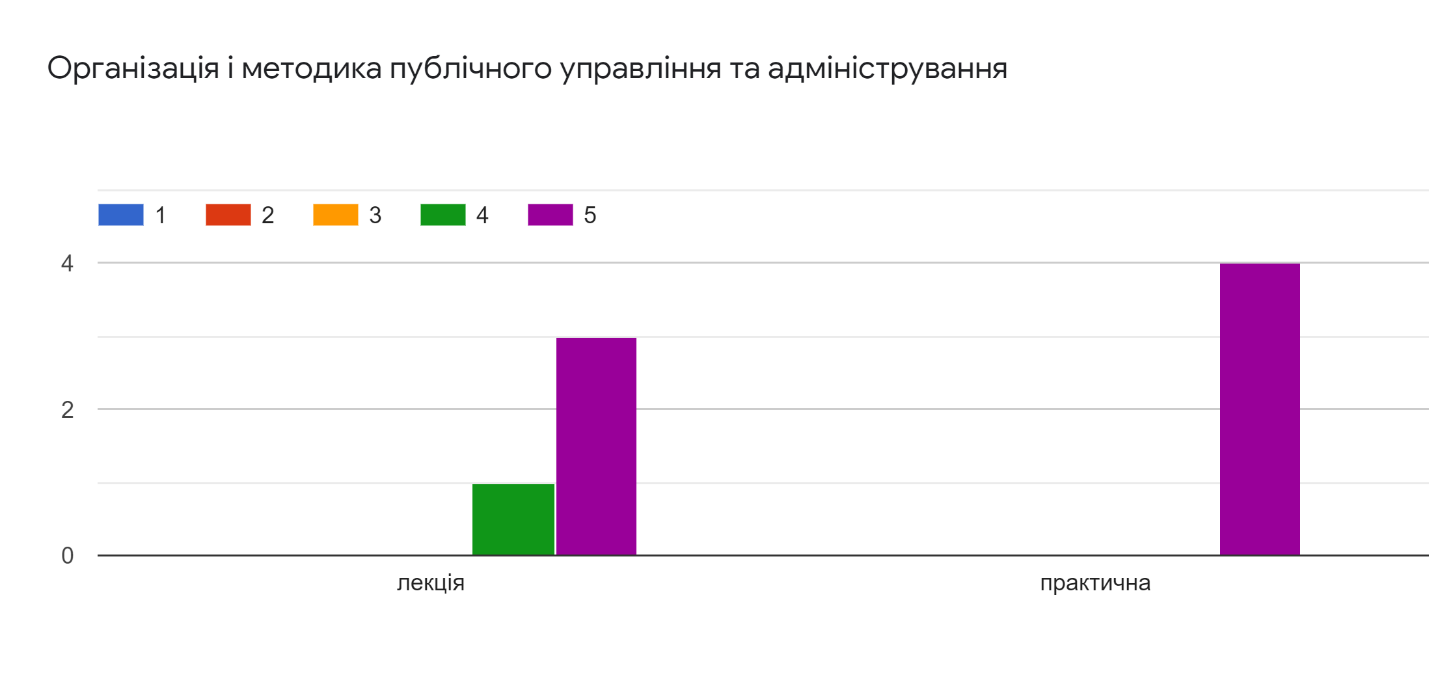 Організація і методика публічного управління та адміністрування
1 2 3 4 5
4
2
0
лекція практична